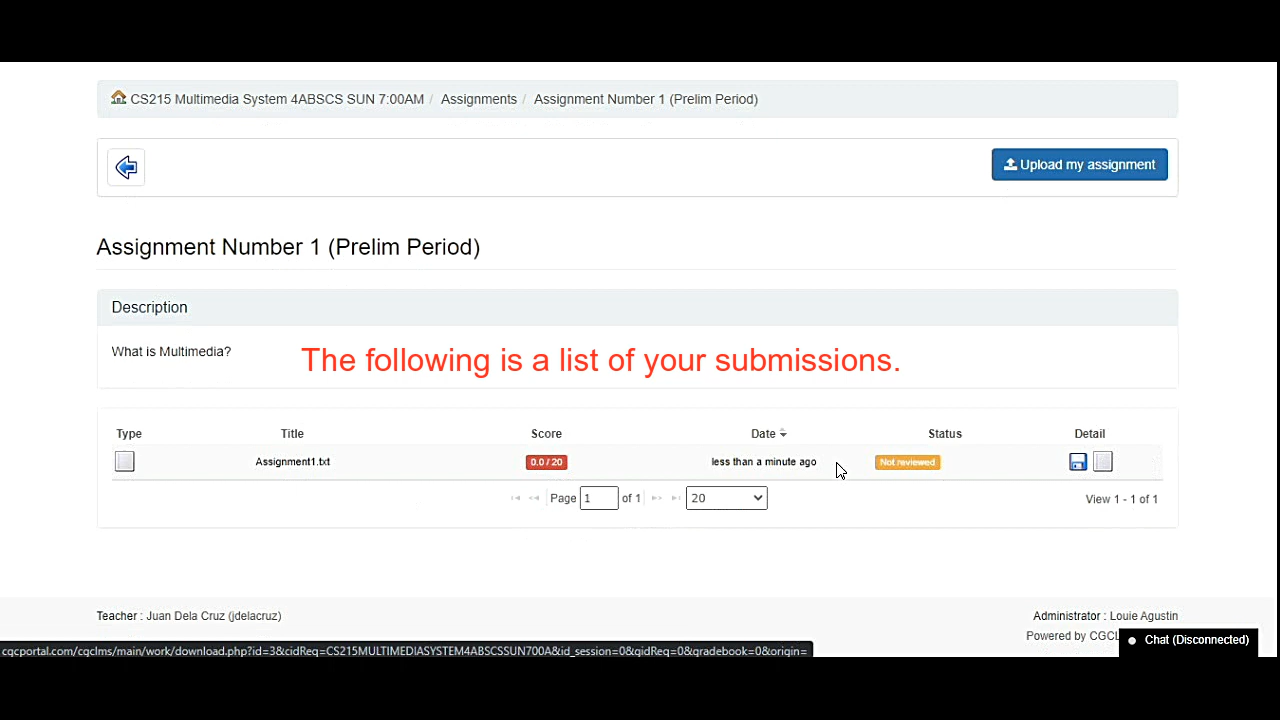 CS215 Multimedia System 4ABSCS SUN 7:00AM / Assignments / Assignment Number 1 (Prelim Period)
Upload my assignment
Assignment Number 1 (Prelim Period)
Description
What is Multimedia?
The following is a list of your submissions.
Type Title Score Date Status Detail
Assignment1.txt 0.0 / 20 less than a minute ago Not reviewed
Page 1 of 1 20 View 1 - 1 of 1
Teacher : Juan Dela Cruz (jdelacruz) Administrator : Louie Agustin
Powered by CGCL
Chat (Disconnected)
cgcportal.com/cgclms/main/work/download.php?id=3&cidReq=CS215MULTIMEDIASYSTEM4ABSCSSUN700A&id_session=0&gidReq=0&gradebook=0&origin=